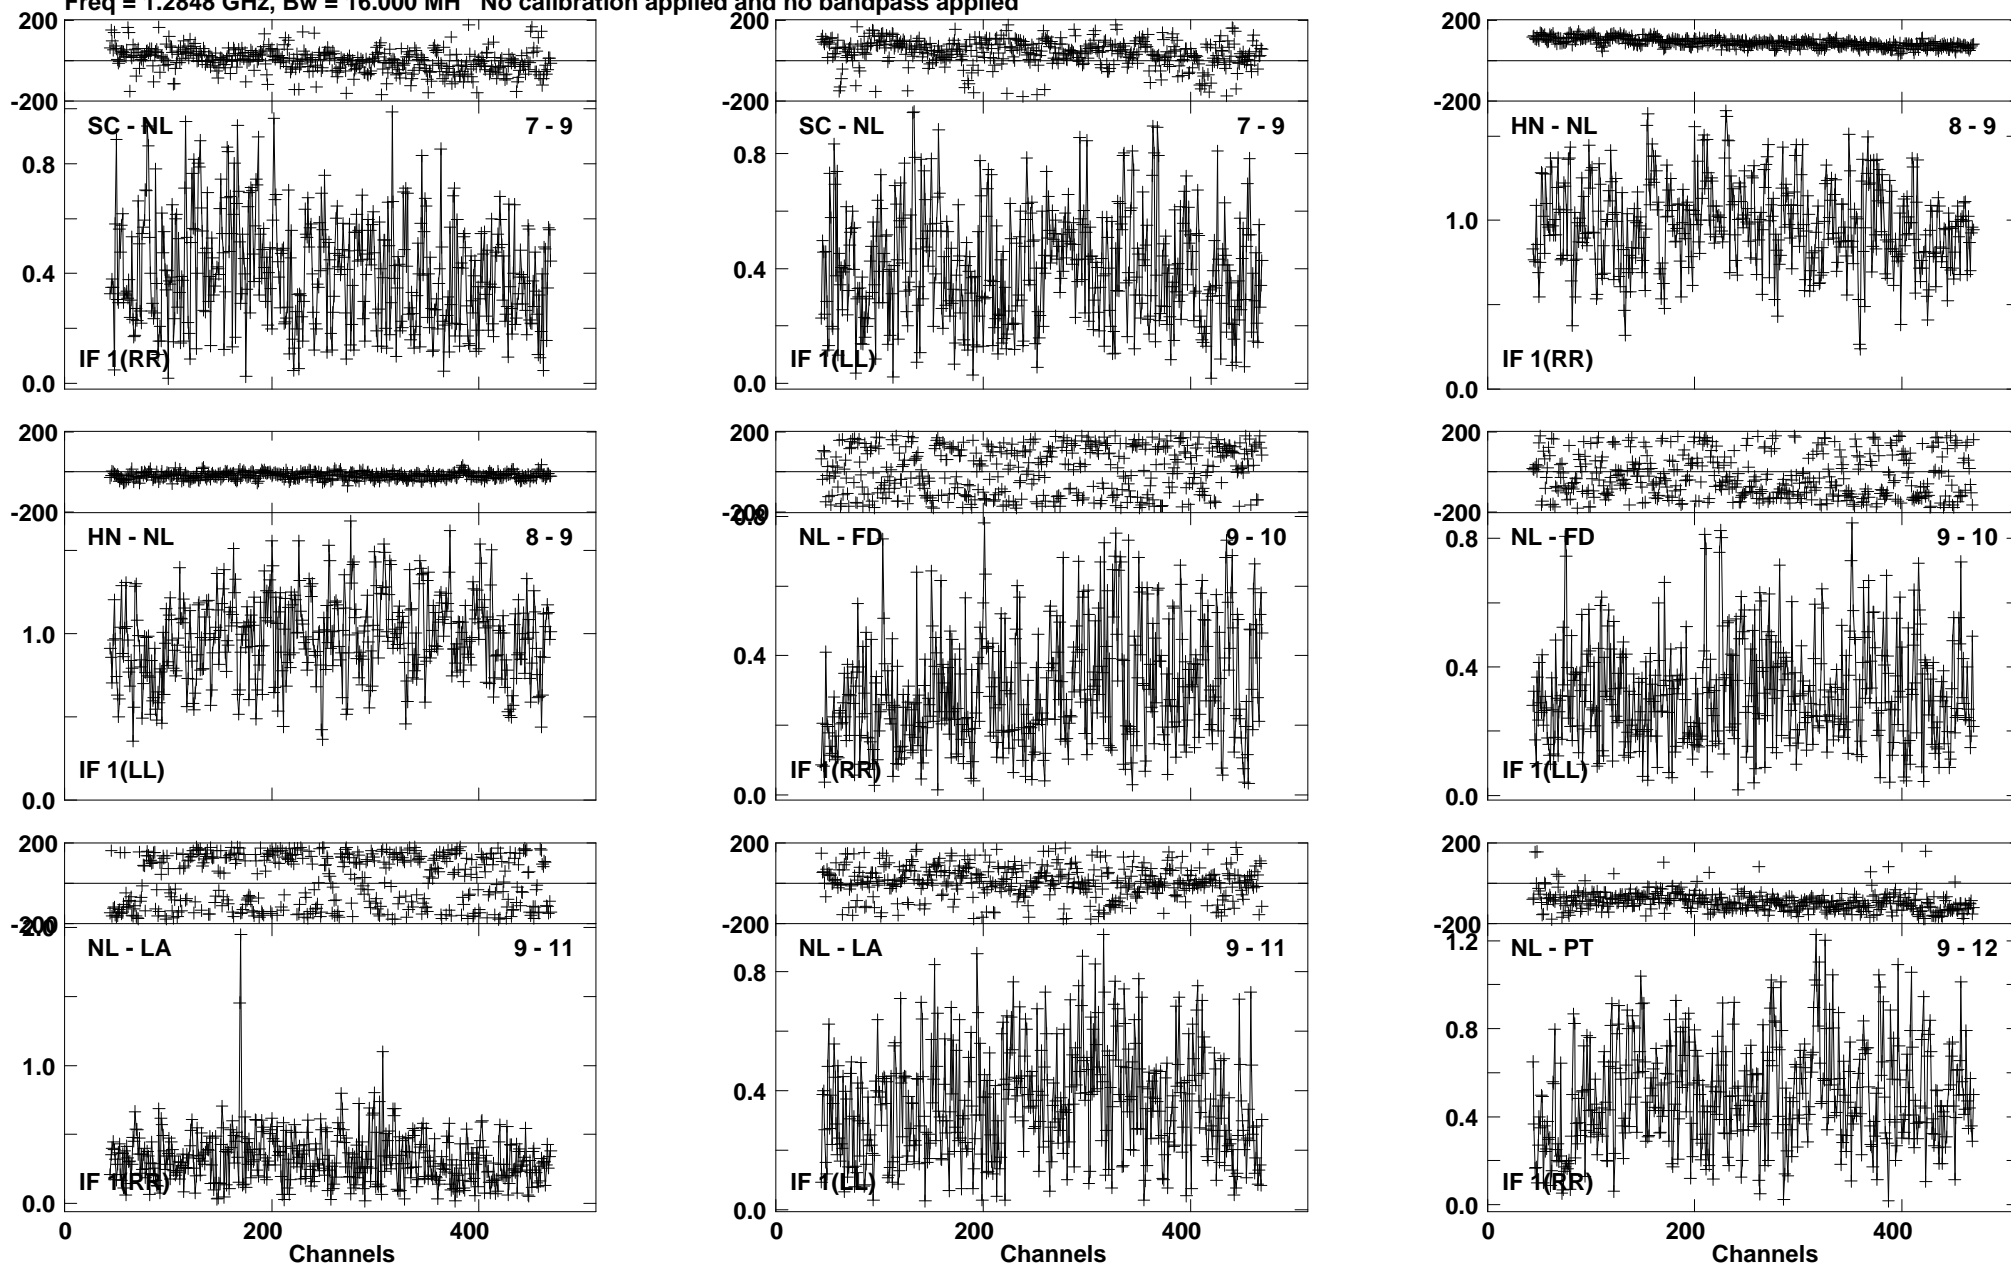 Freq = 1.2848 GHz, Bw = 16.000 MH   No calibration applied and no bandpass applied
200
-200
SC - NL 7 - 9
0.8
0.4
0.0
IF 1(RR)
200
-200
SC - NL 7 - 9
0.8
0.4
0.0
IF 1(LL)
200
-200
HN - NL 8 - 9
1.0
0.0
IF 1(RR)
200
-200
HN - NL 8 - 9
1.0
0.0
IF 1(LL)
200
-200
0.8
NL - FD 9 - 10
0.4
0.0
IF 1(RR)
200
-200
NL - FD 9 - 10
0.8
0.4
0.0
IF 1(LL)
200
-200
2.0
NL - LA 9 - 11
1.0
0.0
IF 1(RR)
0 200 400
Channels
200
-200
NL - LA 9 - 11
0.8
0.4
0.0
IF 1(LL)
0 200 400
Channels
200
-200
1.2
NL - PT 9 - 12
0.8
0.4
0.0
IF 1(RR)
0 200 400
Channels